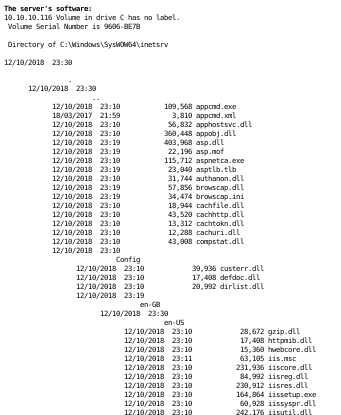 The server's software:
10.10.10.116 Volume in drive C has no label.
Volume Serial Number is 9606-BE7B
Directory of C:\Windows\SysWOW64\inetsrv
12/10/2018 23:30
.
12/10/2018 23:30
..
12/10/2018 23:10 109,568 appcmd.exe
18/03/2017 21:59 3,810 appcmd.xml
12/10/2018 23:10 56,832 apphostsvc.dll
12/10/2018 23:10 360,448 appobj.dll
12/10/2018 23:19 403,968 asp.dll
12/10/2018 23:19 22,196 asp.mof
12/10/2018 23:10 115,712 aspnetca.exe
12/10/2018 23:19 23,040 asptlb.tlb
12/10/2018 23:10 31,744 authanon.dll
12/10/2018 23:19 57,856 browscap.dll
12/10/2018 23:19 34,474 browscap.ini
12/10/2018 23:10 18,944 cachfile.dll
12/10/2018 23:10 43,520 cachhttp.dll
12/10/2018 23:10 13,312 cachtokn.dll
12/10/2018 23:10 12,288 cachuri.dll
12/10/2018 23:10 43,008 compstat.dll
12/10/2018 23:10
Config
12/10/2018 23:10 39,936 custerr.dll
12/10/2018 23:10 17,408 defdoc.dll
12/10/2018 23:10 20,992 dirlist.dll
12/10/2018 23:19
en-GB
12/10/2018 23:30
en-US
12/10/2018 23:10 28,672 gzip.dll
12/10/2018 23:10 17,408 httpmib.dll
12/10/2018 23:10 15,360 hwebcore.dll
12/10/2018 23:11 63,105 iis.msc
12/10/2018 23:10 231,936 iiscore.dll
12/10/2018 23:10 84,992 iisreg.dll
12/10/2018 23:10 230,912 iisres.dll
12/10/2018 23:10 164,864 iissetup.exe
12/10/2018 23:10 60,928 iissyspr.dll
12/10/2018 23:10 242,176 iisutil.dll